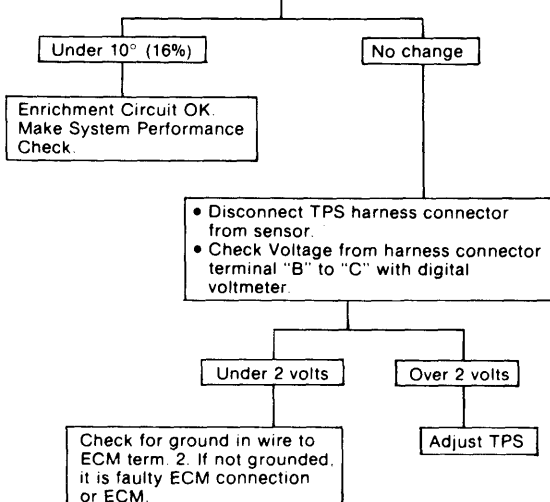 Under 10° (16%)
No change
Enrichment Circuit OK.
Make System Performance
Check.
• Disconnect TPS harness connector
from sensor.
• Check Voltage from harness connector
terminal "B" to "C" with digital
voltmeter.
Under 2 volts
Over 2 volts
Check for ground in wire to
ECM term. 2. If not grounded,
it is faulty ECM connection
or ECM.
Adjust TPS